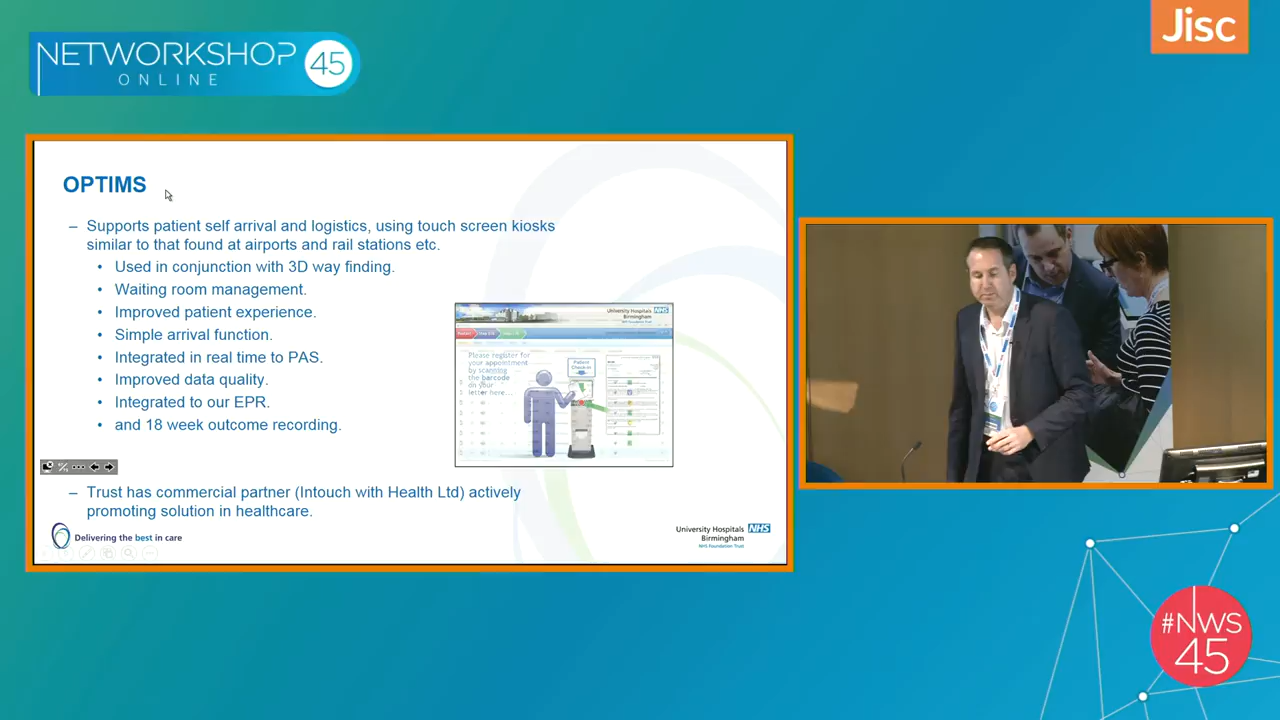 NETWORKSHOP
ONLINE
45
Jisc
OPTIMS
– Supports patient self arrival and logistics, using touch screen kiosks
similar to that found at airports and rail stations etc.
• Used in conjunction with 3D way finding.
• Waiting room management.
• Improved patient experience.
• Simple arrival function.
• Integrated in real time to PAS.
• Improved data quality.
• Integrated to our EPR.
• and 18 week outcome recording.
University Hospitals NHS
Birmingham
NHS Foundation Trust
Please register for
your appointment
by scanning
the barcode
on your
letter here...
Patient
Check-in
– Trust has commercial partner (Intouch with Health Ltd) actively
promoting solution in healthcare.
Delivering the best in care
University Hospitals NHS
Birmingham
NHS Foundation Trust
#NWS
45